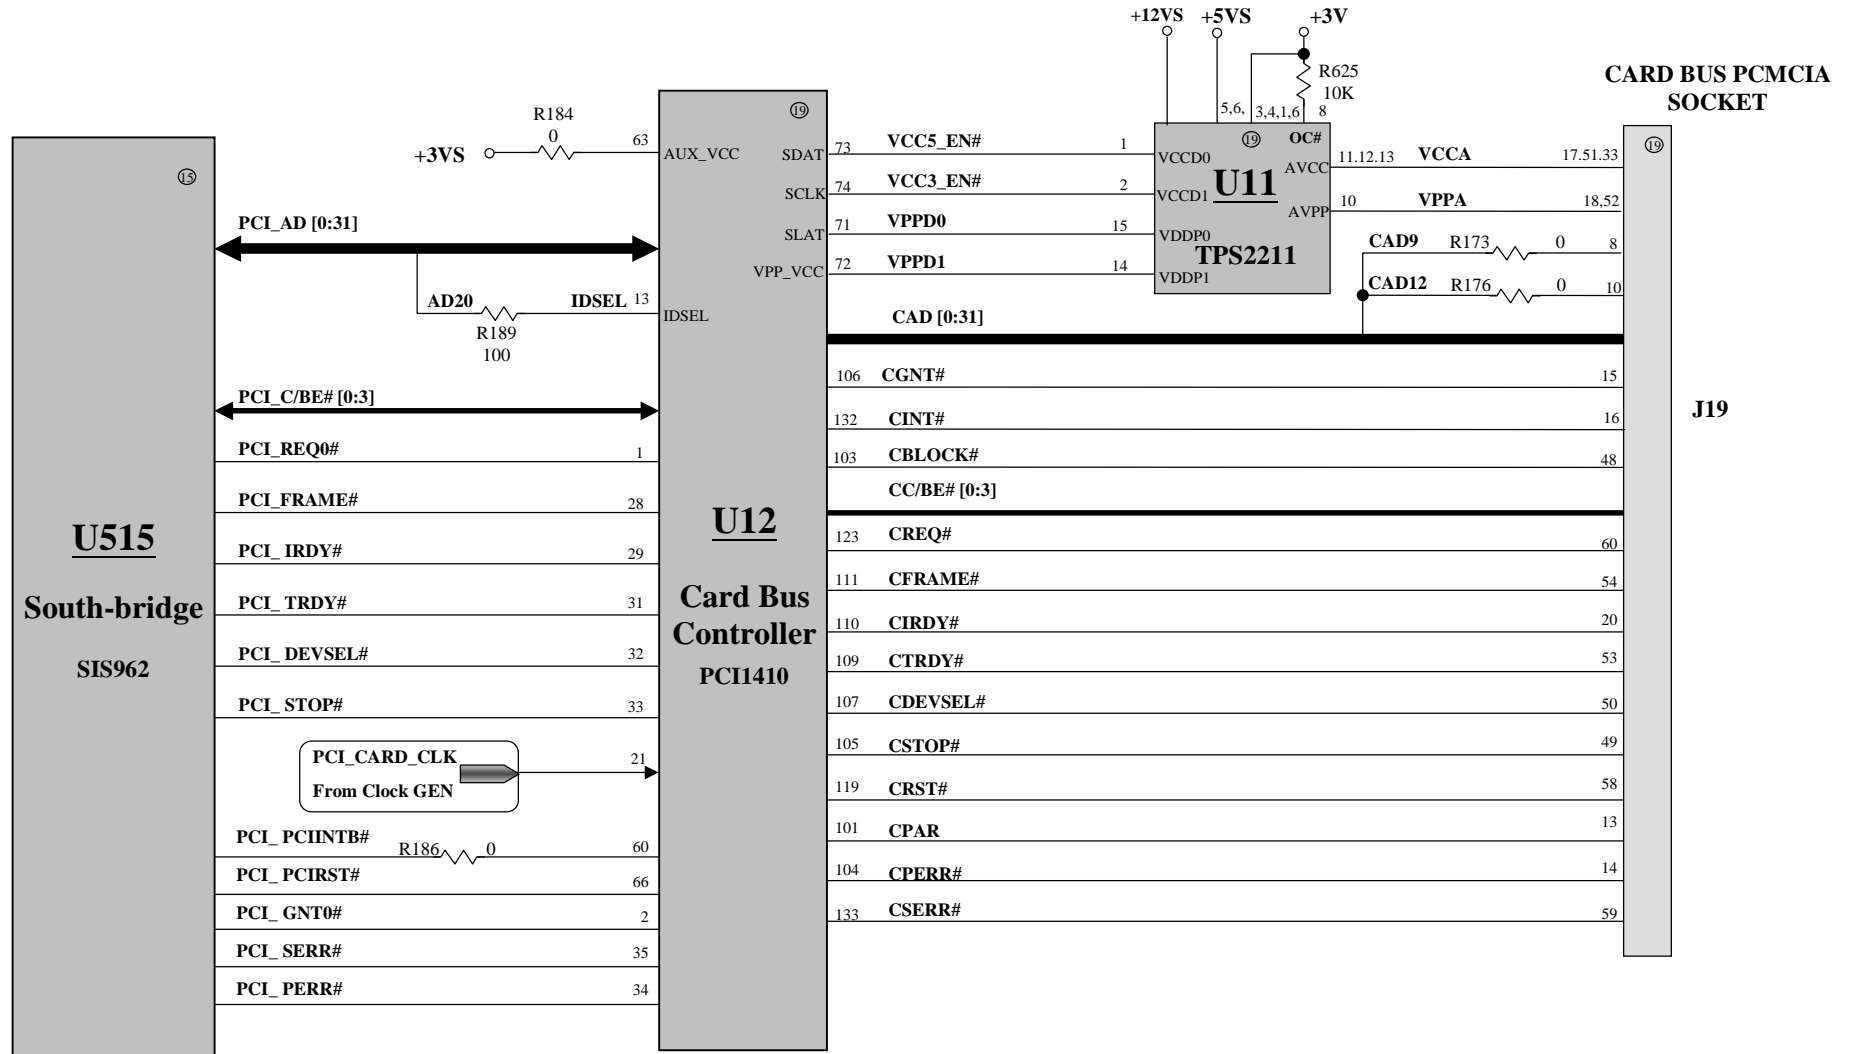 +12VS
+5VS
+3V
R625
10K
5,6,
3,4,1,6
8
CARD BUS PCMCIA
SOCKET
15
U515
South-bridge
SIS962
R184
0
+3VS
63
AUX_VCC
PCI_AD [0:31]
AD20
R189
100
IDSEL
13
IDSEL
PCI_C/BE# [0:3]
PCI_REQ0#
1
PCI_FRAME#
28
PCI_ IRDY#
29
PCI_ TRDY#
31
PCI_ DEVSEL#
32
PCI_ STOP#
33
PCI_CARD_CLK
From Clock GEN
21
PCI_ PCIINTB#
R186
0
60
PCI_ PCIRST#
66
PCI_ GNT0#
2
PCI_ SERR#
35
PCI_ PERR#
34
19
U12
Card Bus
Controller
PCI1410
SDAT
73
VCC5_EN#
1
VCCD0
SCLK
74
VCC3_EN#
2
VCCD1
SLAT
71
VPPD0
15
VDDP0
VPP_VCC
72
VPPD1
14
VDDP1
19
OC#
U11
TPS2211
AVCC
11.12.13
VCCA
17.51.33
AVPP
10
VPPA
18,52
CAD9
R173
0
8
CAD12
R176
0
10
CAD [0:31]
106
CGNT#
15
132
CINT#
16
103
CBLOCK#
48
CC/BE# [0:3]
123
CREQ#
60
111
CFRAME#
54
110
CIRDY#
20
109
CTRDY#
53
107
CDEVSEL#
50
105
CSTOP#
49
119
CRST#
58
101
CPAR
13
104
CPERR#
14
133
CSERR#
59
19
J19